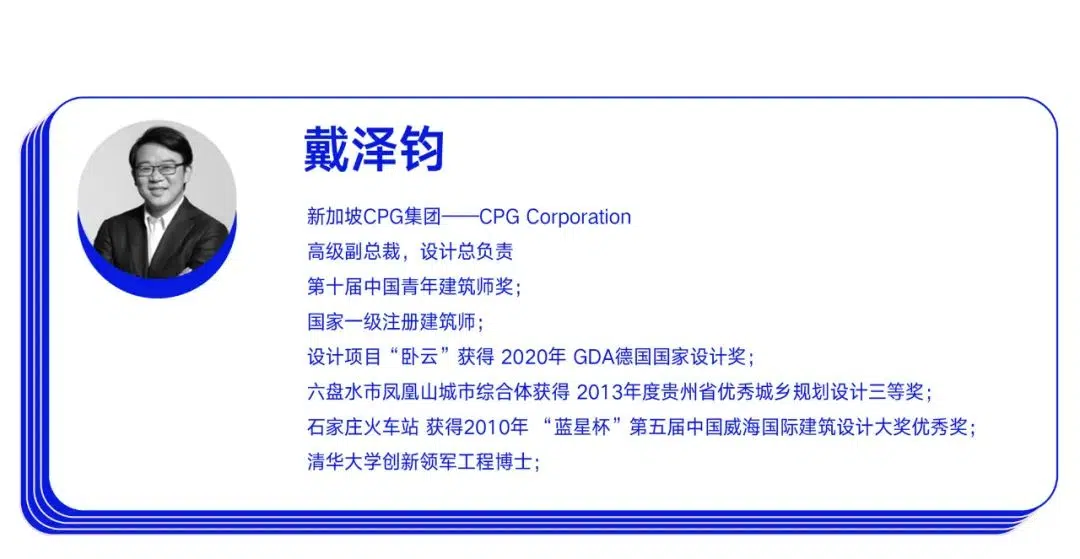 戴泽钧
新加坡CPG集团——CPG Corporation
高级副总裁，设计总负责
第十届中国青年建筑师奖；
国家一级注册建筑师；
设计项目“卧云”获得 2020年 GDA德国国家设计奖；
六盘水市凤凰山城市综合体获得 2013年度贵州省优秀城乡规划设计三等奖；
石家庄火车站 获得2010年 “蓝星杯”第五届中国威海国际建筑设计大奖优秀奖；
清华大学创新领军工程博士；